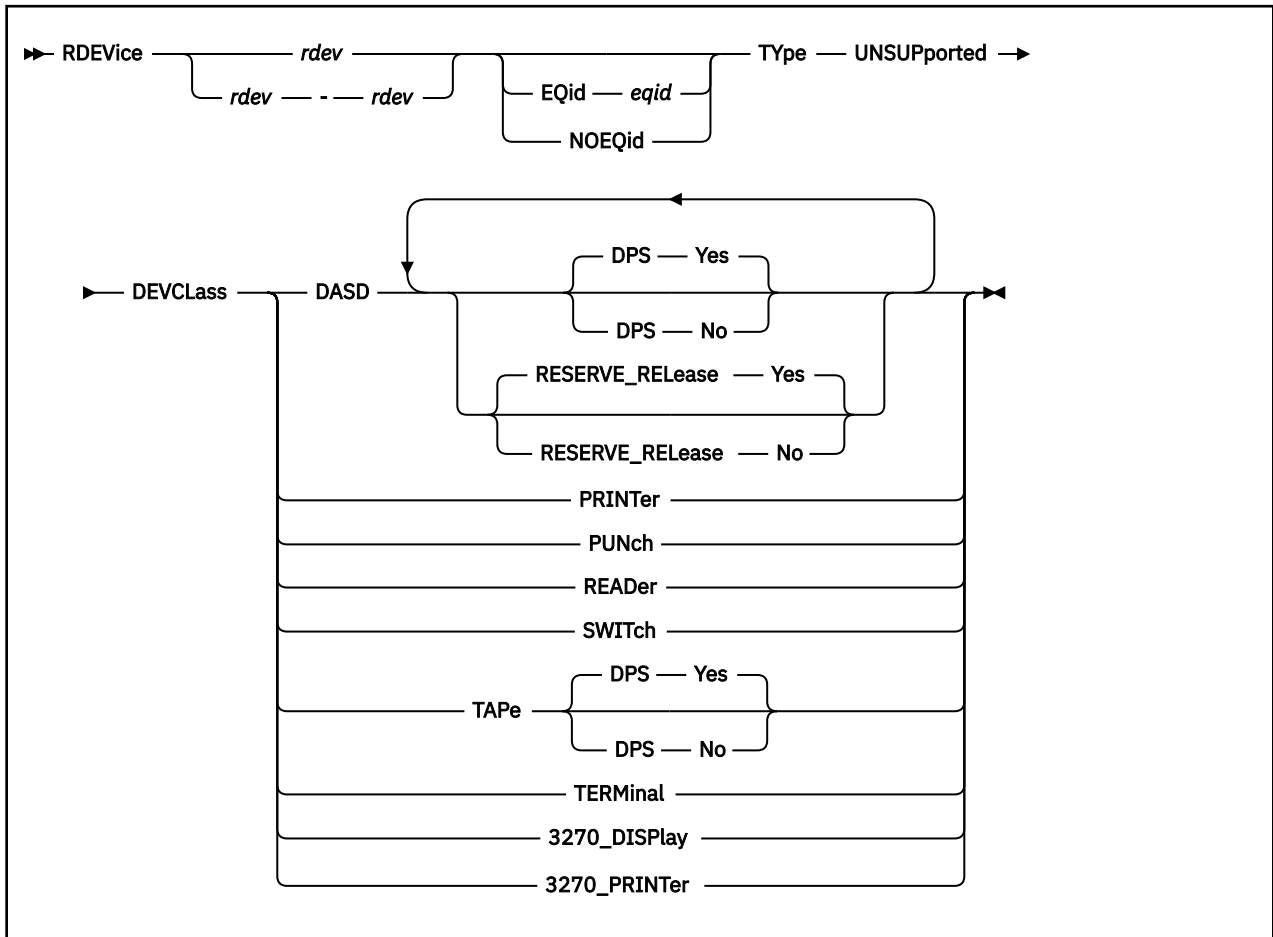 RDEVice rdev TYpe UNSUPported
rdev - rdev EQid eqid
NOEQid
DPS Yes
DEVCLass DASD
DPS No
RESERVE_RELease Yes
RESERVE_RELease No
PRINTer
PUNch
READer
SWITch
DPS Yes
TAPe
DPS No
TERMinal
3270_DISPlay
3270_PRINTer